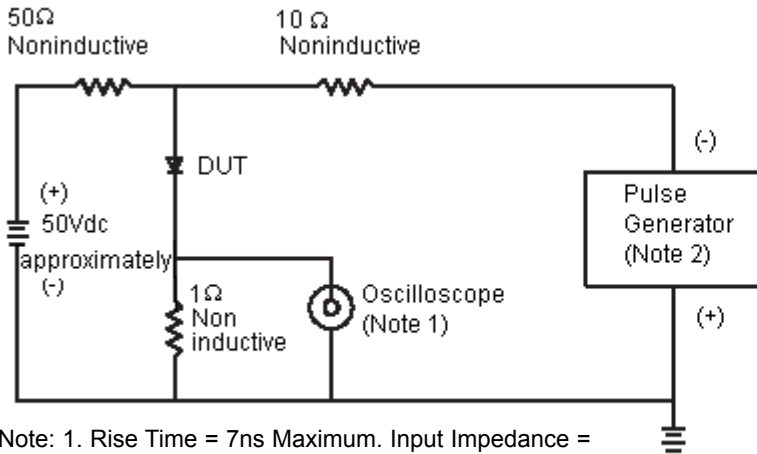 50Ω
Noninductive
10 Ω
Noninductive
DUT
(+)
50Vdc
approximately
(-)
1Ω
Non
inductive
Oscilloscope
(Note 1)
(-)
Pulse
Generator
(Note 2)
(+)
Note: 1. Rise Time = 7ns Maximum. Input Impedance =